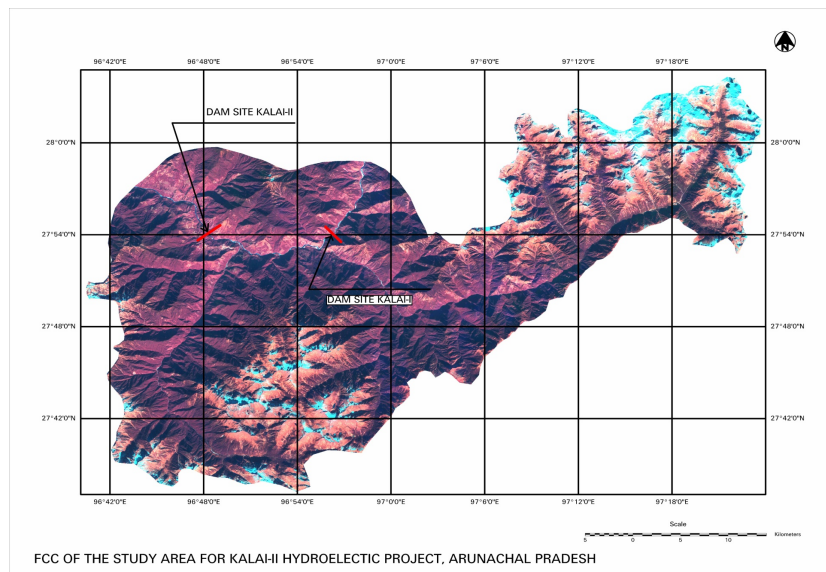 N
96°42'0"E 96°48'0"E 96°54'0"E 97°0'0"E 97°6'0"E 97°12'0"E 97°18'0"E
DAM SITE KALAI-II
28°0'0"N 28°0'0"N
27°54'0"N 27°54'0"N
DAM SITE KALAI-I
27°48'0"N 27°48'0"N
27°42'0"N 27°42'0"N
96°42'0"E 96°48'0"E 96°54'0"E 97°0'0"E 97°6'0"E 97°12'0"E 97°18'0"E
Scale
Kilometers
5 0 5 10
FCC OF THE STUDY AREA FOR KALAI-II HYDROELECTIC PROJECT, ARUNACHAL PRADESH